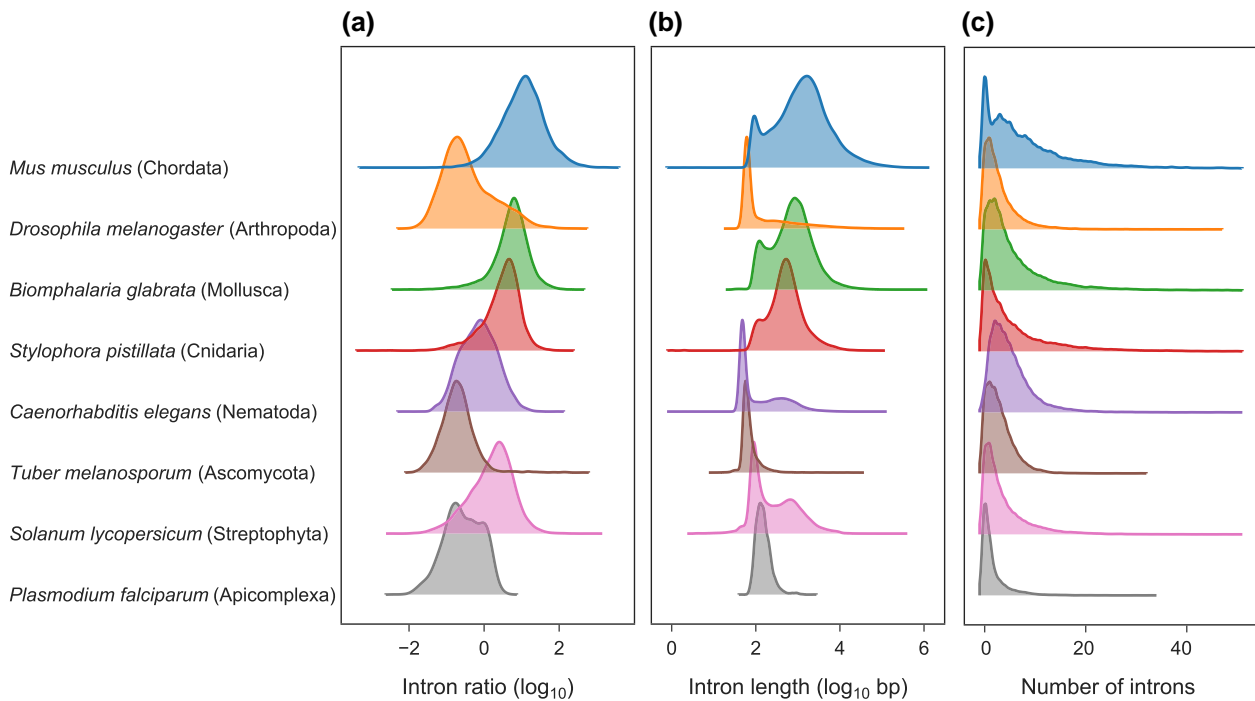 (a) (b) (c)
Mus musculus (Chordata)
Drosophila melanogaster (Arthropoda)
Biomphalaria glabrata (Mollusca)
Stylophora pistillata (Cnidaria)
Caenorhabditis elegans (Nematoda)
Tuber melanosporum (Ascomycota)
Solanum lycopersicum (Streptophyta)
Plasmodium falciparum (Apicomplexa)
−2 0 2 0 2 4 6 0 20 40
Intron ratio (log₁₀) Intron length (log₁₀ bp) Number of introns